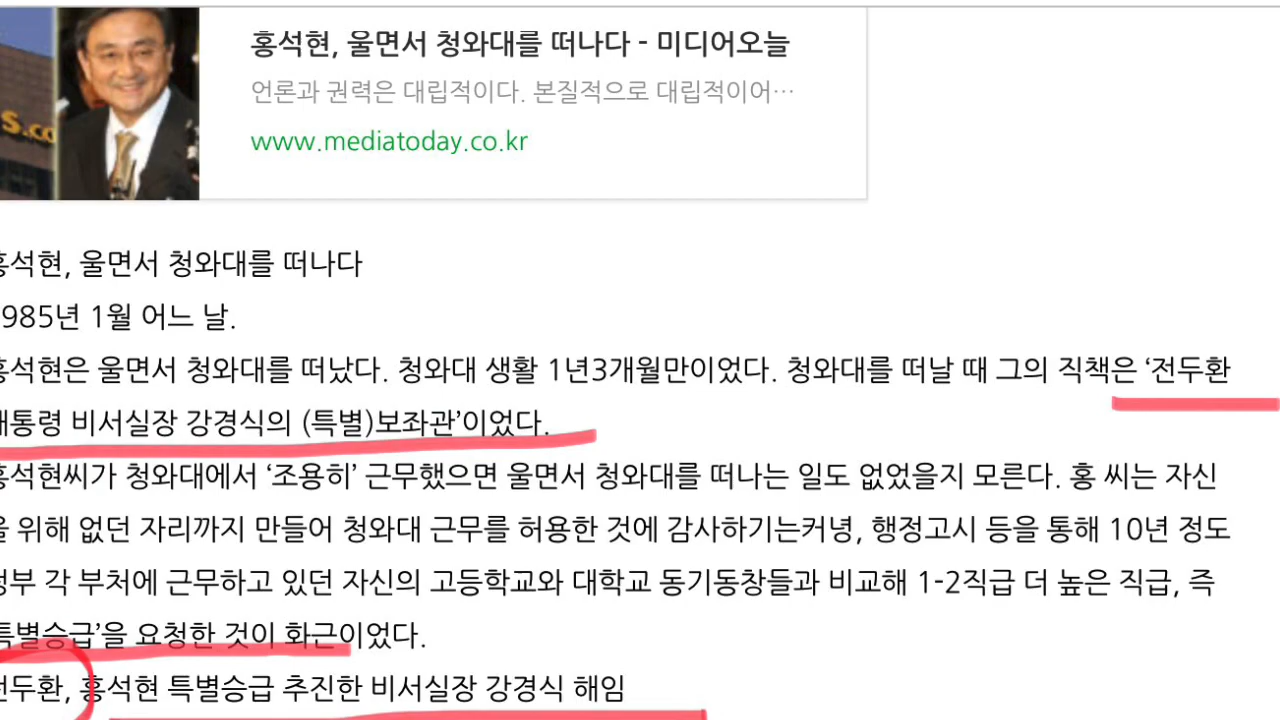 홍석현, 울면서 청와대를 떠나다 - 미디어오늘
언론과 권력은 대립적이다. 본질적으로 대립적이어…
www.mediatoday.co.kr
s.co
홍석현, 울면서 청와대를 떠나다
1985년 1월 어느 날.
홍석현은 울면서 청와대를 떠났다. 청와대 생활 1년3개월만이었다. 청와대를 떠날 때 그의 직책은 ‘전두환
대통령 비서실장 강경식의 (특별)보좌관’이었다.
홍석현씨가 청와대에서 ‘조용히’ 근무했으면 울면서 청와대를 떠나는 일도 없었을지 모른다. 홍 씨는 자신
을 위해 없던 자리까지 만들어 청와대 근무를 허용한 것에 감사하기는커녕, 행정고시 등을 통해 10년 정도
정부 각 부처에 근무하고 있던 자신의 고등학교와 대학교 동기동창들과 비교해 1-2직급 더 높은 직급, 즉
‘특별승급’을 요청한 것이 화근이었다.
전두환, 홍석현 특별승급 추진한 비서실장 강경식 해임